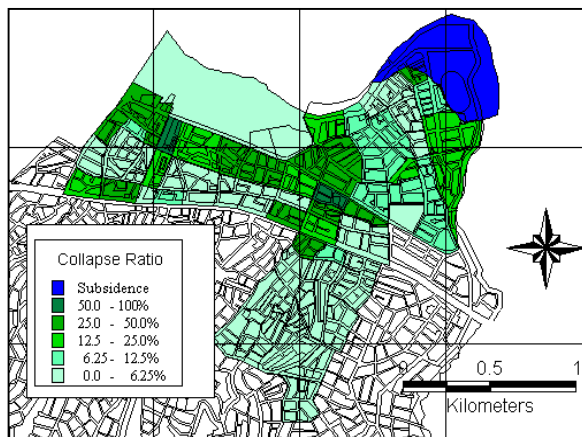 Collapse Ratio
Subsidence
50.0 - 100%
25.0 - 50.0%
12.5 - 25.0%
6.25 - 12.5%
0.0 - 6.25%
0 0.5 1
Kilometers